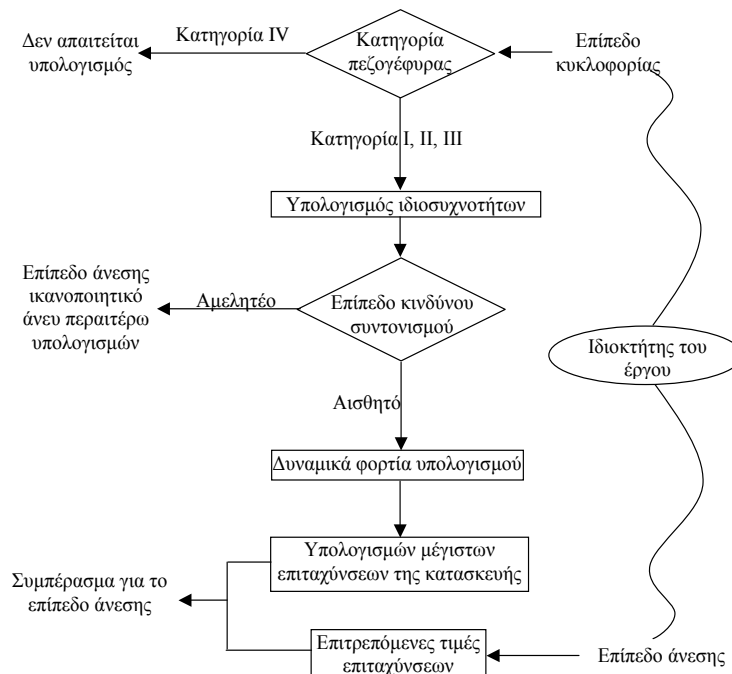 Δεν απαιτείται
υπολογισμός
Κατηγορία IV
Κατηγορία
πεζογέφυρας
Επίπεδο
κυκλοφορίας
Κατηγορία I, II, III
Υπολογισμός ιδιοσυχνοτήτων
Επίπεδο άνεσης
ικανοποιητικό
άνευ περαιτέρω
υπολογισμών
Αμελητέο
Επίπεδο κινδύνου
συντονισμού
Ιδιοκτήτης του
έργου
Αισθητό
Δυναμικά φορτία υπολογισμού
Υπολογισμών μέγιστων
επιταχύνσεων της κατασκευής
Συμπέρασμα για το
επίπεδο άνεσης
Επιτρεπόμενες τιμές
επιταχύνσεων
Επίπεδο άνεσης